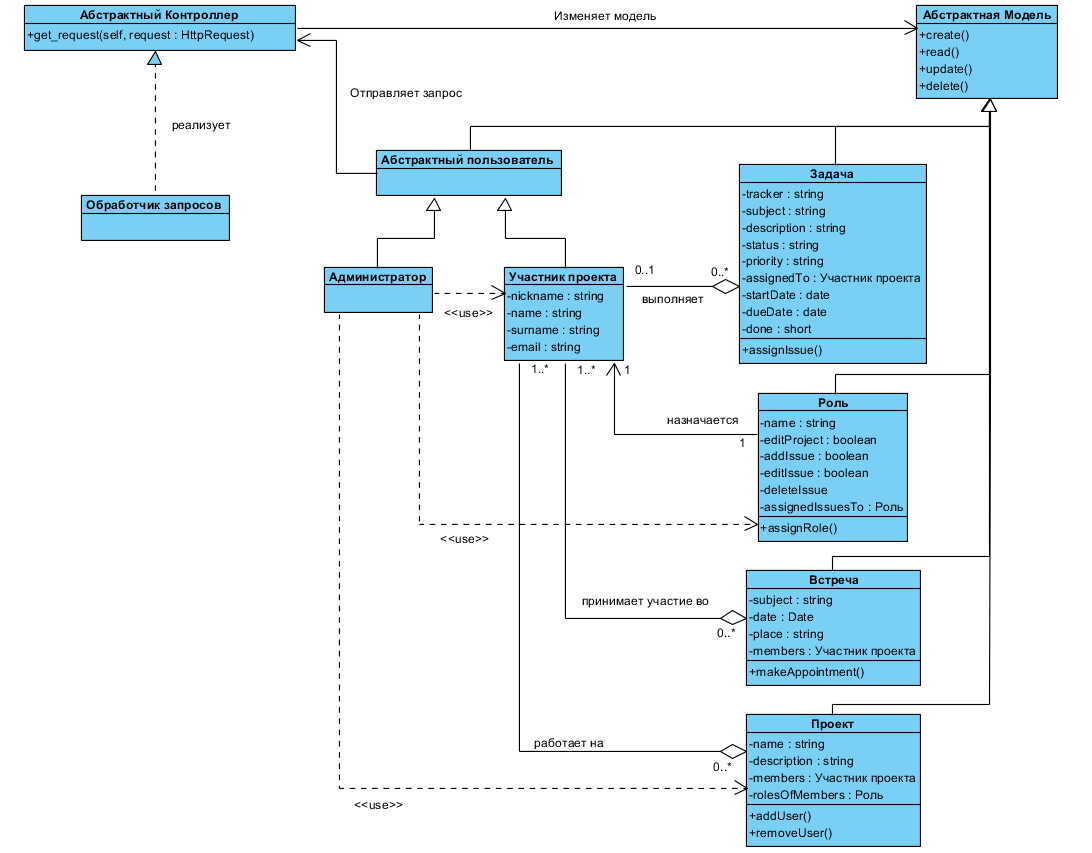 Абстрактный Контроллер
+get_request(self, request : HttpRequest)
Изменяет модель
Абстрактная Модель
+create()
+read()
+update()
+delete()
Отправляет запрос
реализует
Обработчик запросов
Абстрактный пользователь
Задача
-tracker : string
-subject : string
-description : string
-status : string
-priority : string
-assignedTo : Участник проекта
-startDate : date
-dueDate : date
-done : short
+assignIssue()
Администратор
<<use>>
Участник проекта
-nickname : string
-name : string
-surname : string
-email : string
0..1
0..*
выполняет
1..*
1..*
1
назначается
1
Роль
-name : string
-editProject : boolean
-addIssue : boolean
-editIssue : boolean
-deleteIssue
-assignedIssuesTo : Роль
+assignRole()
<<use>>
Встреча
-subject : string
-date : Date
-place : string
-members : Участник проекта
+makeAppointment()
принимает участие во
0..*
Проект
-name : string
-description : string
-members : Участник проекта
-rolesOfMembers : Роль
+addUser()
+removeUser()
работает на
0..*
<<use>>